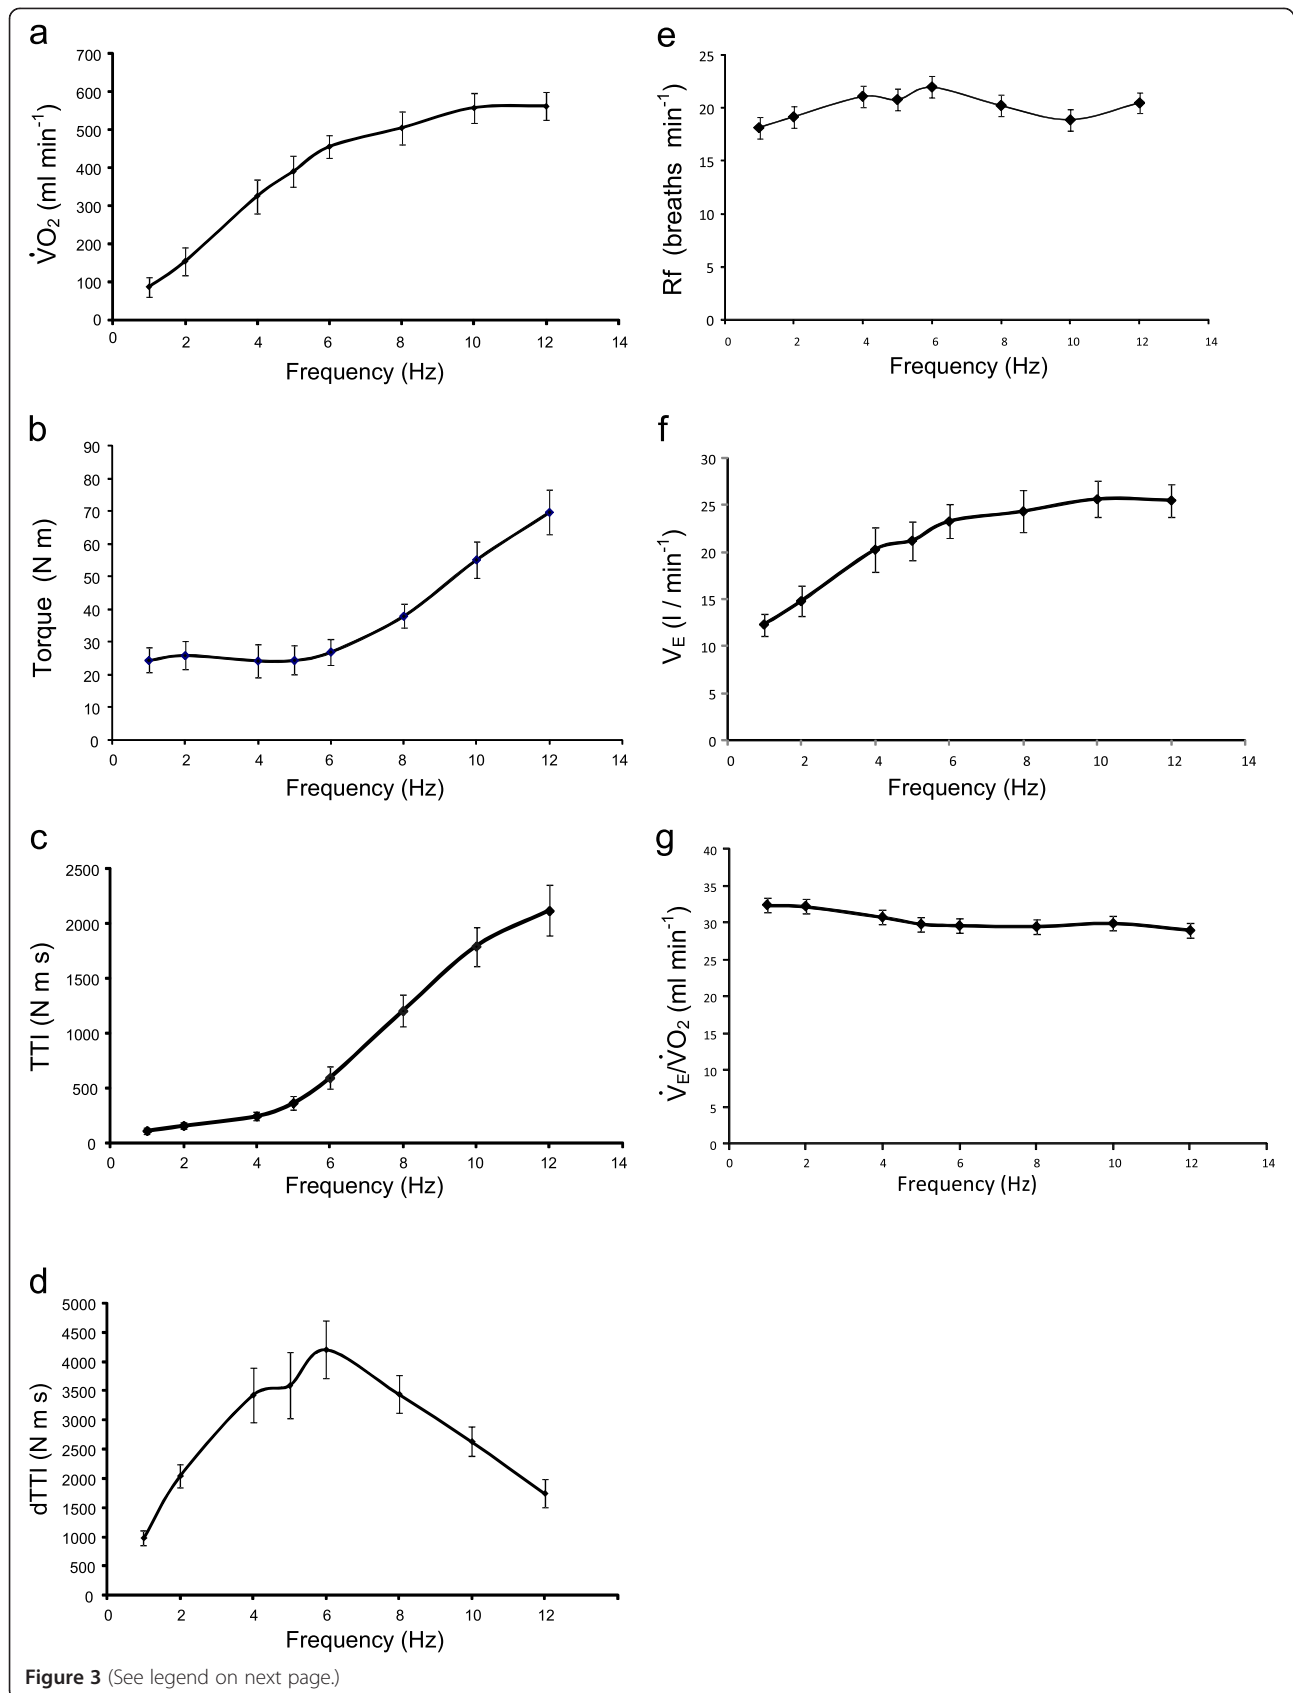 a
700
600
500
400
300
200
100
0
V̇O₂ (ml min⁻¹)
0 2 4 6 8 10 12 14
Frequency (Hz)
b
90
80
70
60
50
40
30
20
10
0
Torque (N m)
0 2 4 6 8 10 12 14
Frequency (Hz)
c
2500
2000
1500
1000
500
0
TTI (N m s)
0 2 4 6 8 10 12 14
Frequency (Hz)
d
5000
4500
4000
3500
3000
2500
2000
1500
1000
500
0
dTTI (N m s)
0 2 4 6 8 10 12
Frequency (Hz)
e
25
20
15
10
5
0
Rf (breaths min⁻¹)
0 2 4 6 8 10 12 14
Frequency (Hz)
f
30
25
20
15
10
5
0
V_E (l / min⁻¹)
0 2 4 6 8 10 12 14
Frequency (Hz)
g
40
35
30
25
20
15
10
5
0
V̇_E/V̇O₂ (ml min⁻¹)
0 2 4 6 8 10 12 14
Frequency (Hz)
Figure 3 (See legend on next page.)